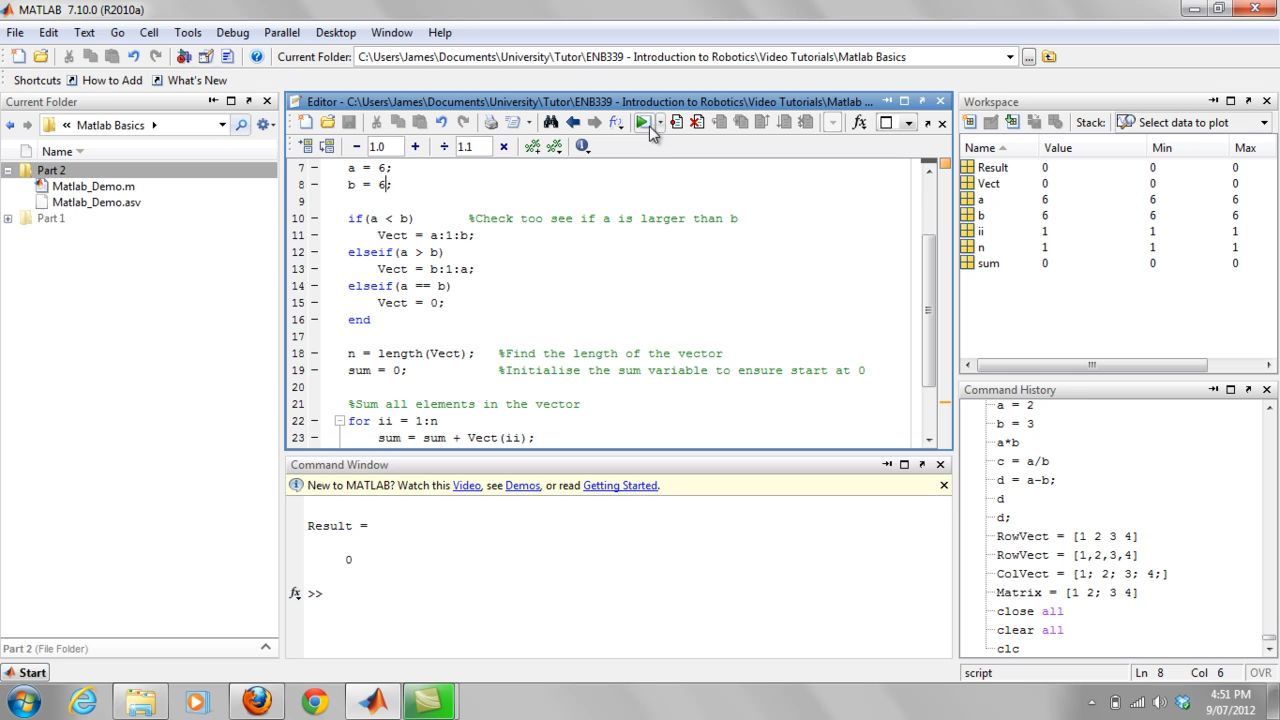 MATLAB 7.10.0 (R2010a)
File Edit Text Go Cell Tools Debug Parallel Desktop Window Help
Current Folder: C:\Users\James\Documents\University\Tutor\ENB339 - Introduction to Robotics\Video Tutorials\Matlab Basics
Shortcuts How to Add What's New
Current Folder
« Matlab Basics
Name
Part 2
Matlab_Demo.m
Matlab_Demo.asv
Part 1
Part 2 (File Folder)
Editor - C:\Users\James\Documents\University\Tutor\ENB339 - Introduction to Robotics\Video Tutorials\Matlab ...
1.0 1.1
7 a = 6;
8 b = 6;
9
10 if(a < b) %Check too see if a is larger than b
11 Vect = a:1:b;
12 elseif(a > b)
13 Vect = b:1:a;
14 elseif(a == b)
15 Vect = 0;
16 end
17
18 n = length(Vect); %Find the length of the vector
19 sum = 0; %Initialise the sum variable to ensure start at 0
20
21 %Sum all elements in the vector
22 for ii = 1:n
23 sum = sum + Vect(ii);
Command Window
New to MATLAB? Watch this Video, see Demos, or read Getting Started.
Result =
0
fx >>
Workspace
Stack: Select data to plot
Name Value Min Max
Result 0 0 0
Vect 0 0 0
a 6 6 6
b 6 6 6
ii 1 1 1
n 1 1 1
sum 0 0 0
Command History
a = 2
b = 3
a*b
c = a/b
d = a-b;
d
d;
RowVect = [1 2 3 4]
RowVect = [1,2,3,4]
ColVect = [1; 2; 3; 4;]
Matrix = [1 2; 3 4]
close all
clear all
clc
Start
script Ln 8 Col 6 OVR
4:51 PM
9/07/2012